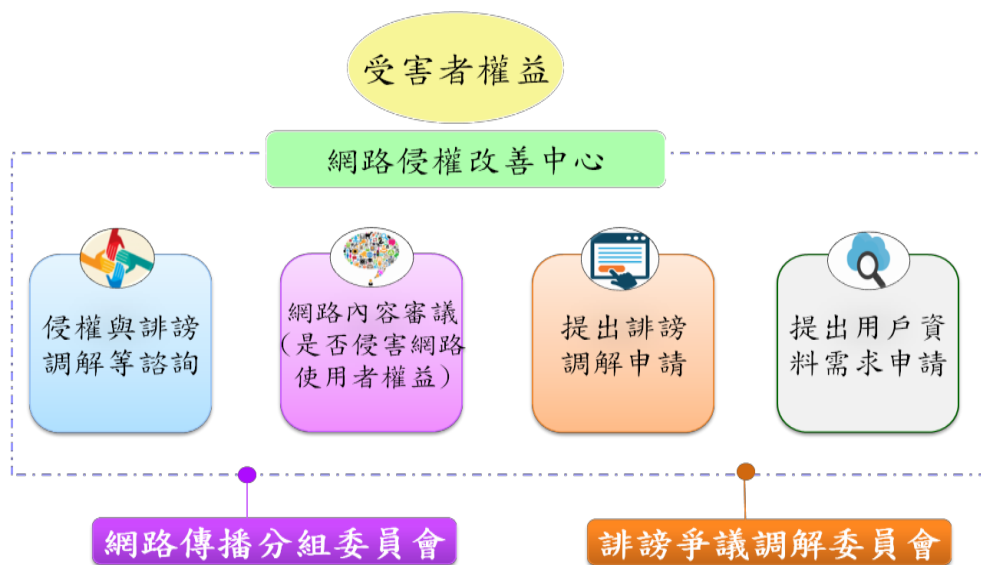 受害者權益
網路侵權改善中心
侵權與誹謗
調解等諮詢
網路內容審議
（是否侵害網路
使用者權益）
提出誹謗
調解申請
提出用戶資
料需求申請
網路傳播分組委員會
誹謗爭議調解委員會